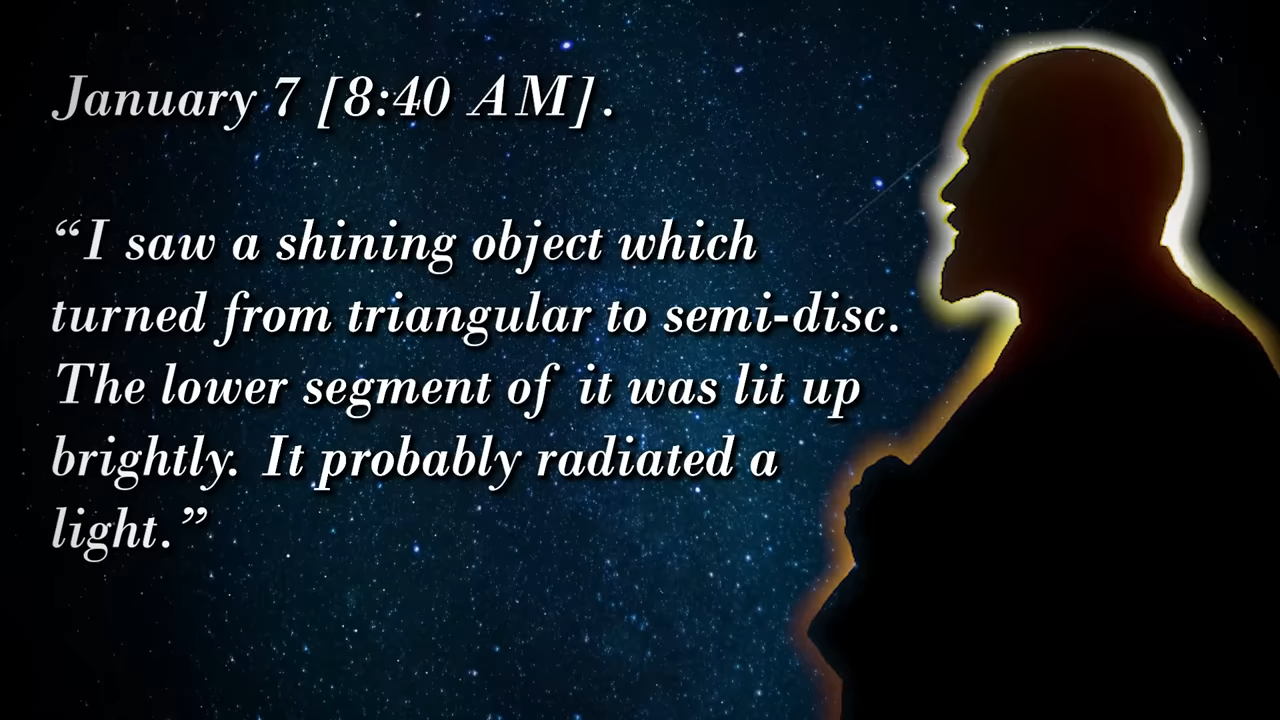 January 7 [8:40 AM].
“I saw a shining object which
turned from triangular to semi-disc.
The lower segment of it was lit up
brightly. It probably radiated a
light.”